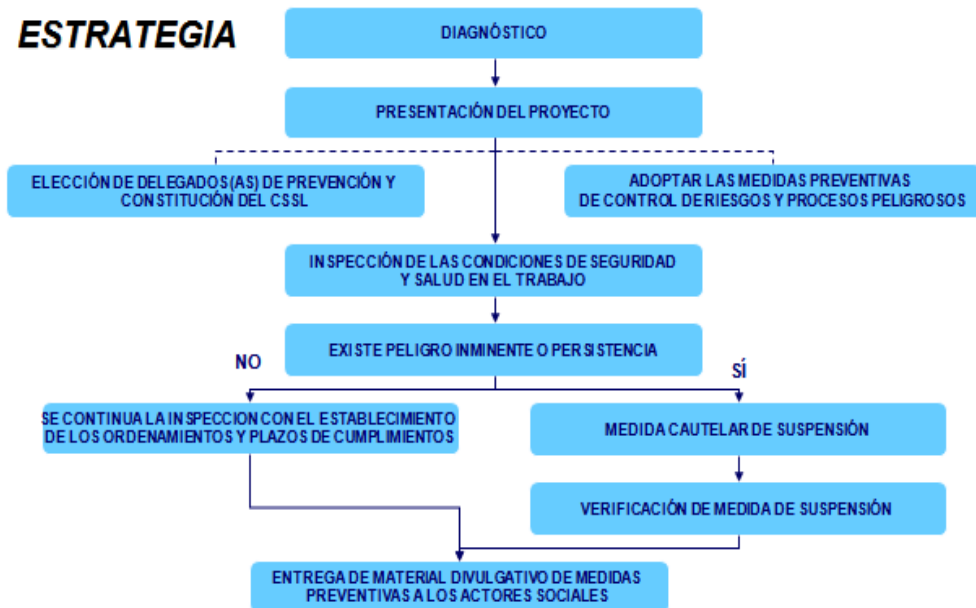 ESTRATEGIA
DIAGNÓSTICO
PRESENTACIÓN DEL PROYECTO
ELECCIÓN DE DELEGADOS(AS) DE PREVENCIÓN Y
CONSTITUCIÓN DEL CSSL
ADOPTAR LAS MEDIDAS PREVENTIVAS
DE CONTROL DE RIESGOS Y PROCESOS PELIGROSOS
INSPECCIÓN DE LAS CONDICIONES DE SEGURIDAD
Y SALUD EN EL TRABAJO
EXISTE PELIGRO INMINENTE O PERSISTENCIA
NO
SÍ
SE CONTINUA LA INSPECCION CON EL ESTABLECIMIENTO
DE LOS ORDENAMIENTOS Y PLAZOS DE CUMPLIMIENTOS
MEDIDA CAUTELAR DE SUSPENSIÓN
VERIFICACIÓN DE MEDIDA DE SUSPENSIÓN
ENTREGA DE MATERIAL DIVULGATIVO DE MEDIDAS
PREVENTIVAS A LOS ACTORES SOCIALES